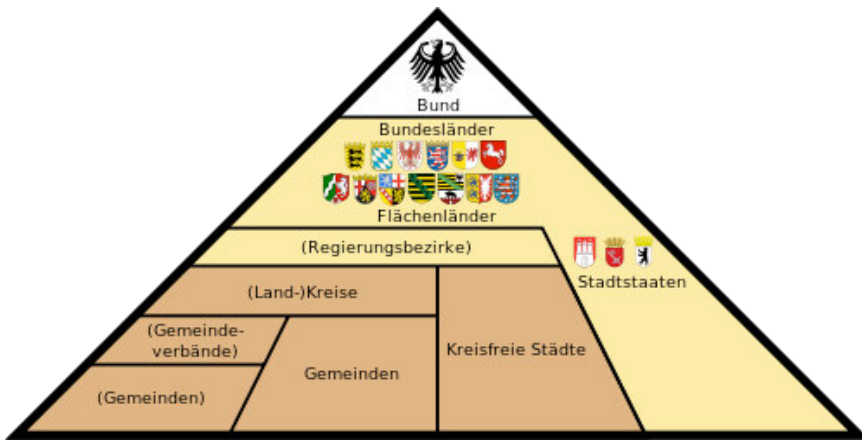 Bund
Bundesländer
Flächenländer
(Regierungsbezirke)
Stadtstaaten
(Land-)Kreise
(Gemeinde-
verbände)
Kreisfreie Städte
Gemeinden
(Gemeinden)